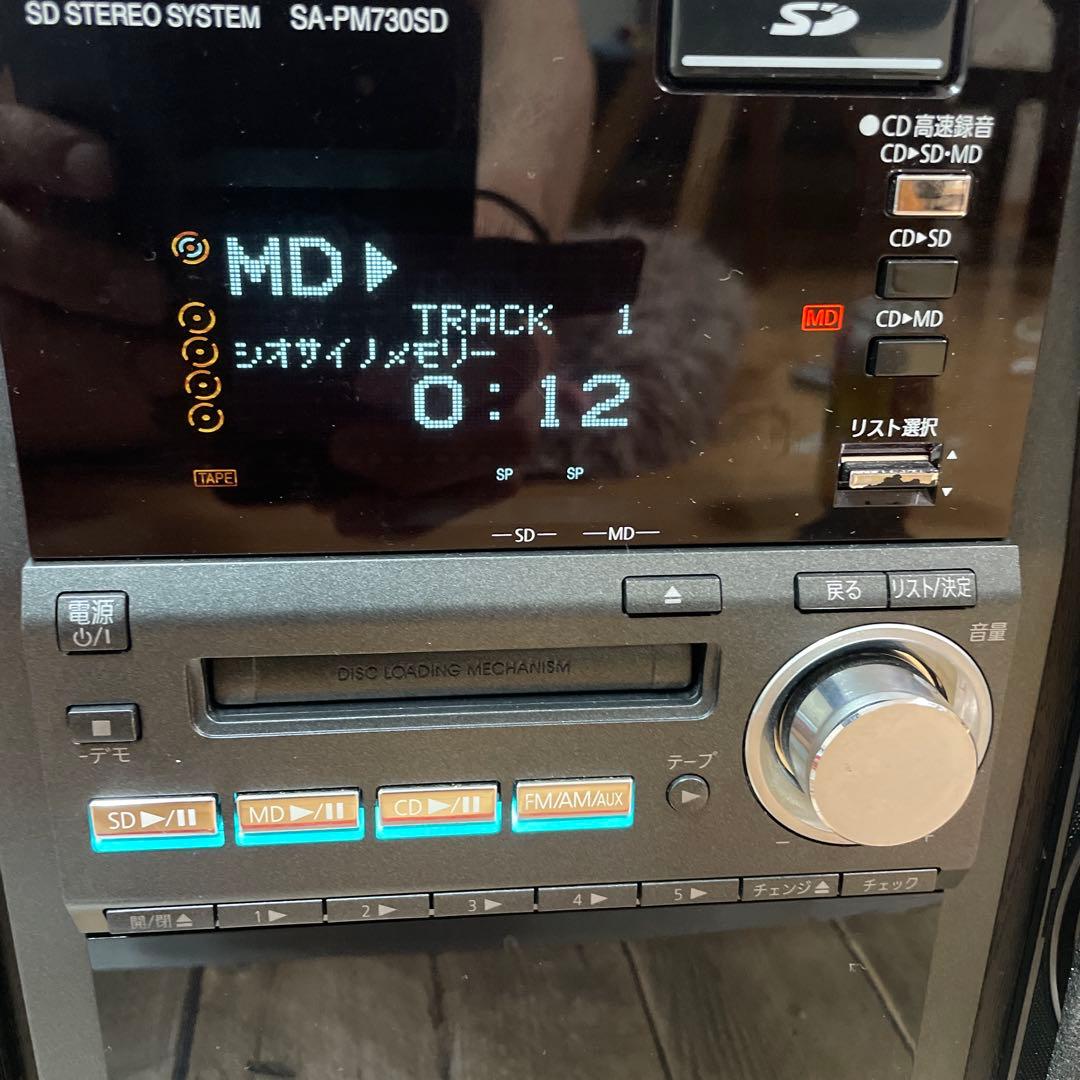 SD STEREO SYSTEM SA-PM730SD
SD
●CD高速録音
CD▶SD・MD
CD▶SD
MD CD▶MD
リスト選択
▲
▼
MD▶
TRACK 1
シオサイノメモリー
0:12
TAPE
SP SP
SD MD
電源
⏻/I
▲
戻る リスト/決定
音量
DISC LOADING MECHANISM
■
-デモ
テープ
▶
SD▶/❙❙ MD▶/❙❙ CD▶/❙❙ FM/AM/AUX
− +
開/閉▲ 1▶ 2▶ 3▶ 4▶ 5▶ チェンジ▲ チェック